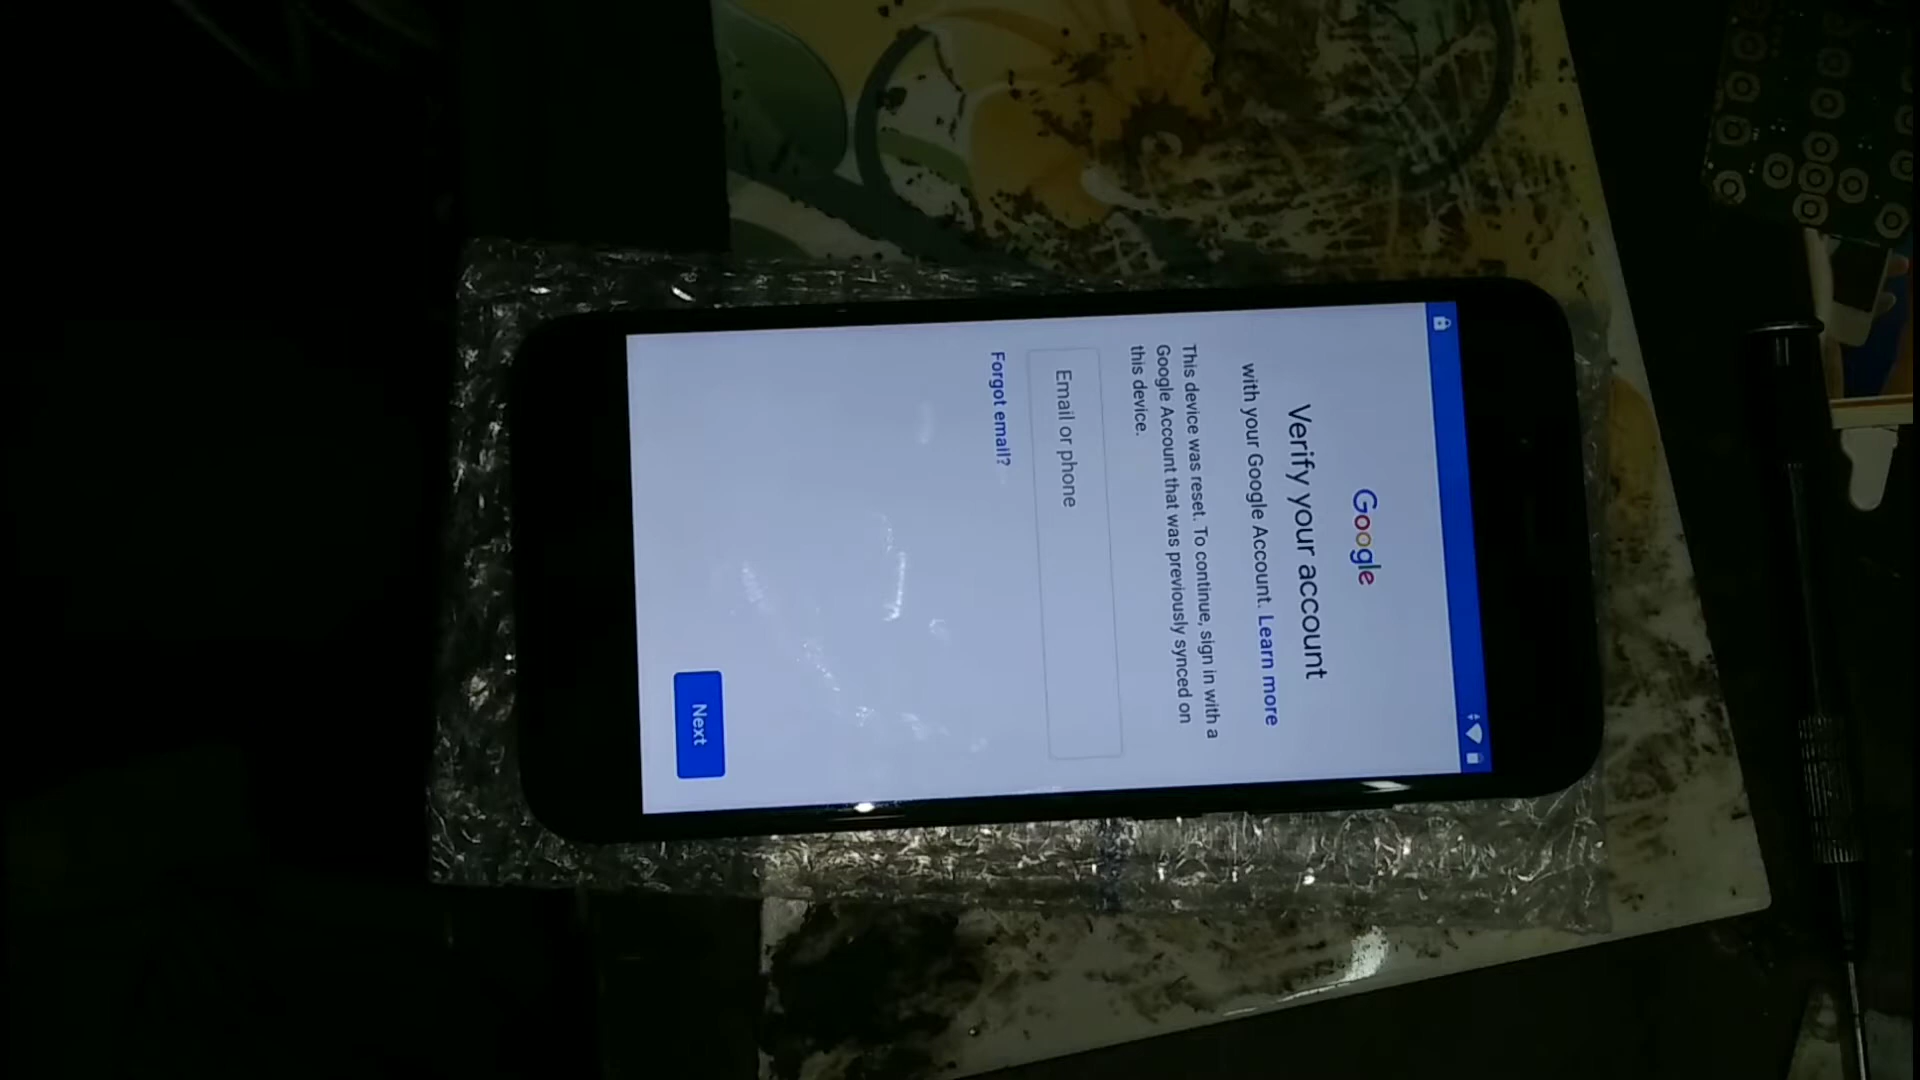 Google
Verify your account
with your Google Account. Learn more
This device was reset. To continue, sign in with a
Google Account that was previously synced on
this device.
Email or phone
Forgot email?
Next